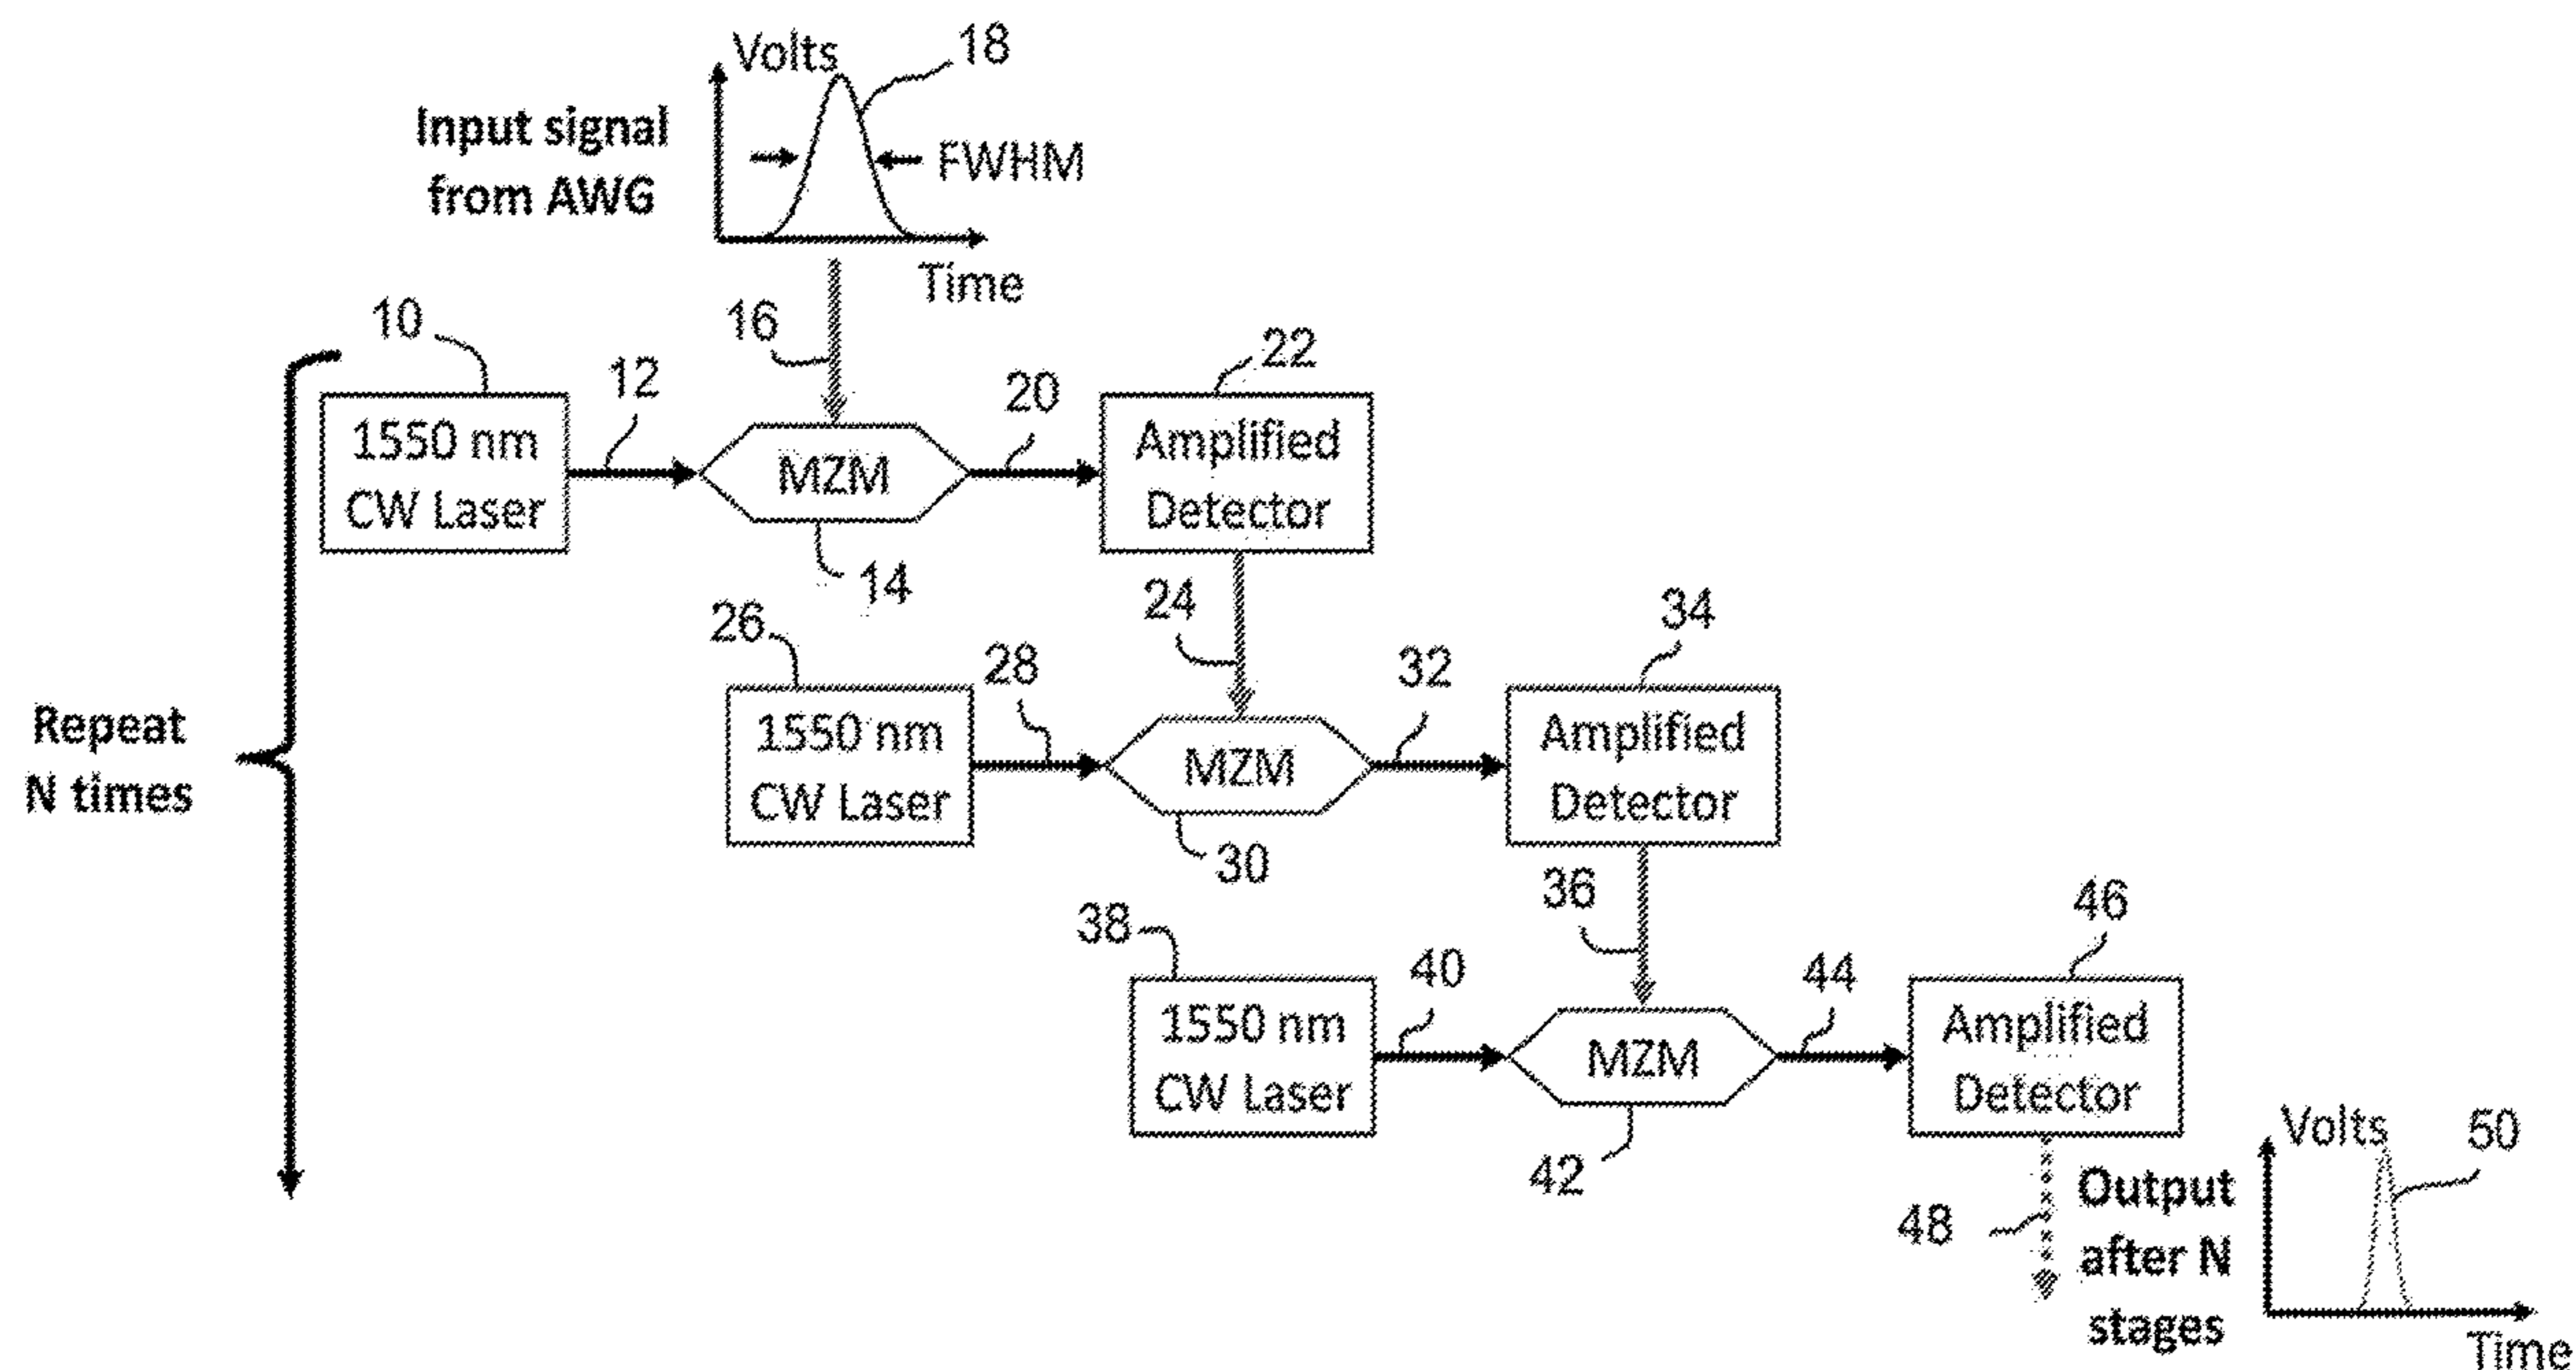 Volts
18
Input signal
from AWG
FWHM
Time
16
10
12
20
22
1550 nm
CW Laser
MZM
Amplified
Detector
14
24
26
28
32
34
1550 nm
CW Laser
MZM
Amplified
Detector
Repeat
N times
30
36
38
40
44
46
1550 nm
CW Laser
MZM
Amplified
Detector
42
48
Output
after N
stages
Volts
50
Time